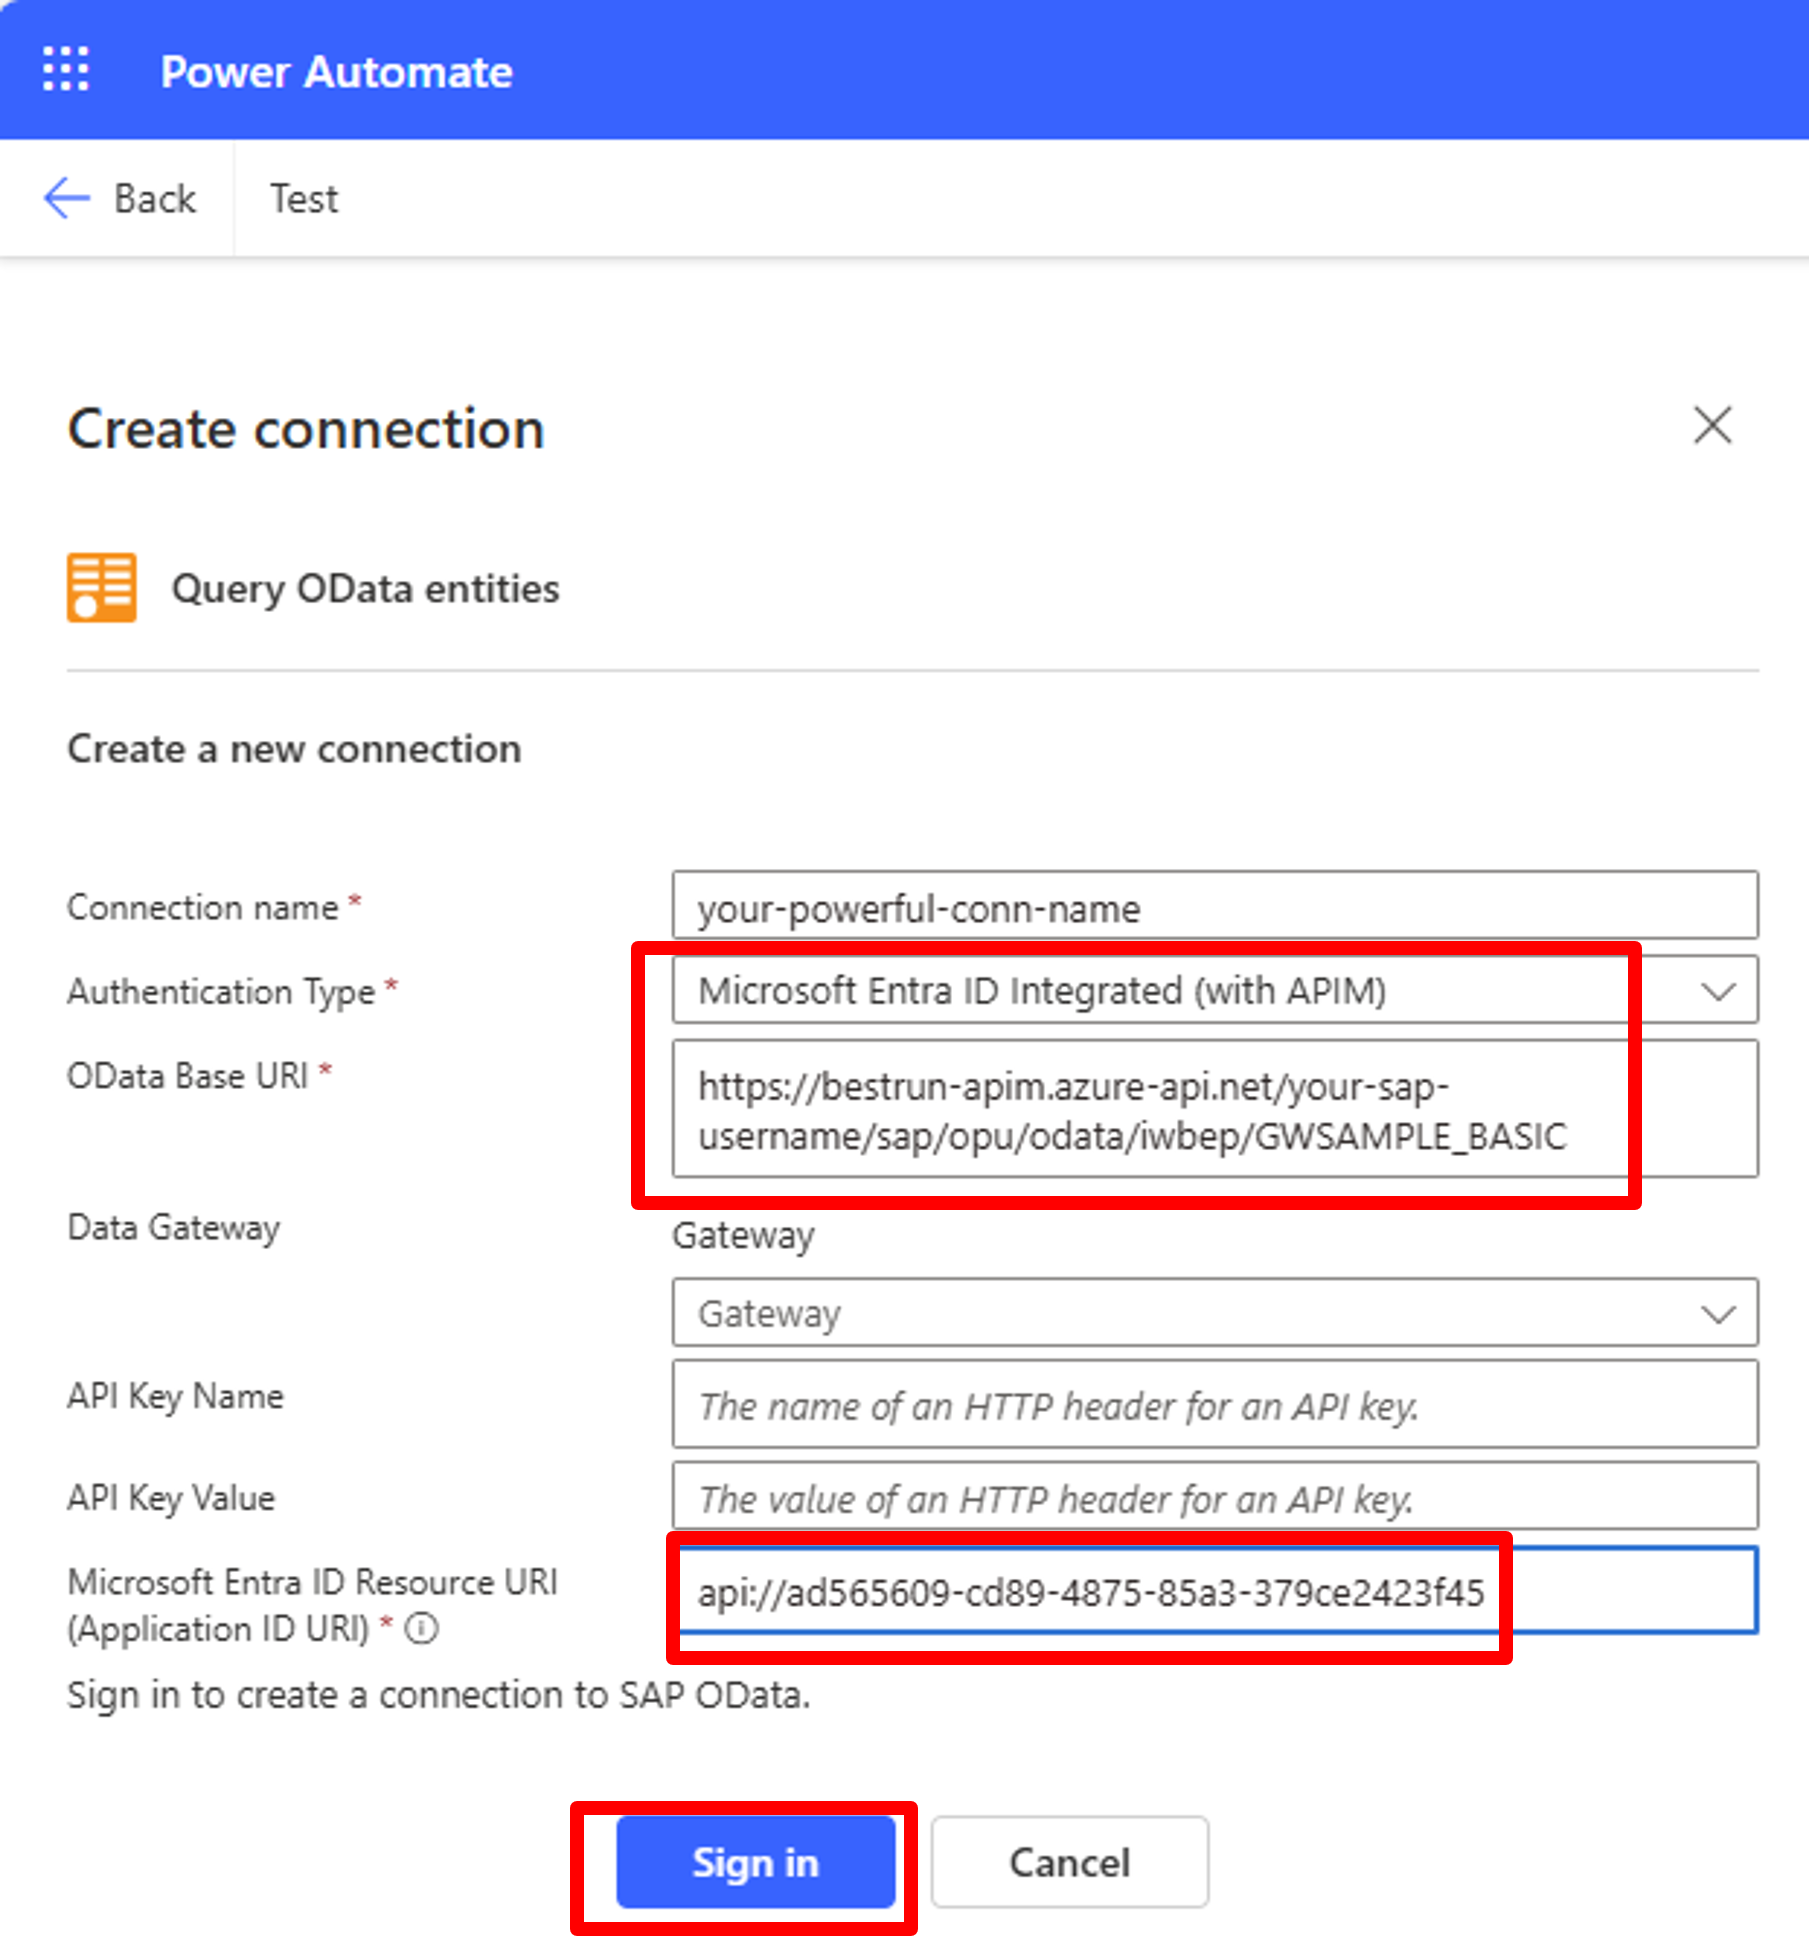 Power Automate
Back
Test
Create connection
Query OData entities
Create a new connection
Connection name *
your-powerful-conn-name
Authentication Type *
Microsoft Entra ID Integrated (with APIM)
OData Base URI *
https://bestrun-apim.azure-api.net/your-sap-
username/sap/opu/odata/iwbep/GWSAMPLE_BASIC
Data Gateway
Gateway
Gateway
API Key Name
The name of an HTTP header for an API key.
API Key Value
The value of an HTTP header for an API key.
Microsoft Entra ID Resource URI
(Application ID URI) *
api://ad565609-cd89-4875-85a3-379ce2423f45
Sign in to create a connection to SAP OData.
Sign in
Cancel